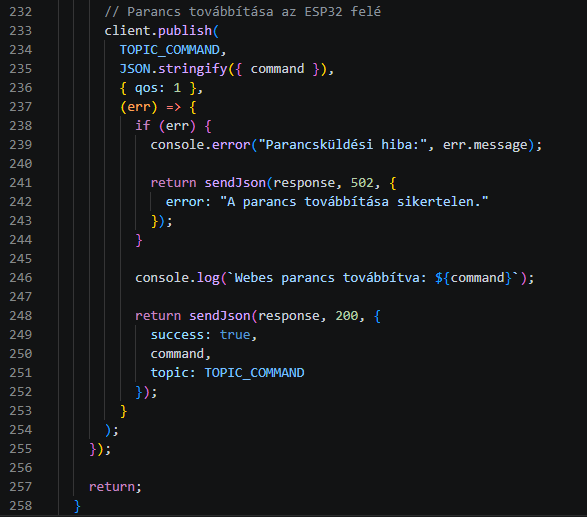 232 // Parancs továbbítása az ESP32 felé
233 client.publish(
234 TOPIC_COMMAND,
235 JSON.stringify({ command }),
236 { qos: 1 },
237 (err) => {
238 if (err) {
239 console.error("Parancsküldési hiba:", err.message);
240
241 return sendJson(response, 502, {
242 error: "A parancs továbbítása sikertelen."
243 });
244 }
245
246 console.log(`Webes parancs továbbítva: ${command}`);
247
248 return sendJson(response, 200, {
249 success: true,
250 command,
251 topic: TOPIC_COMMAND
252 });
253 }
254 );
255 });
256
257 return;
258 }